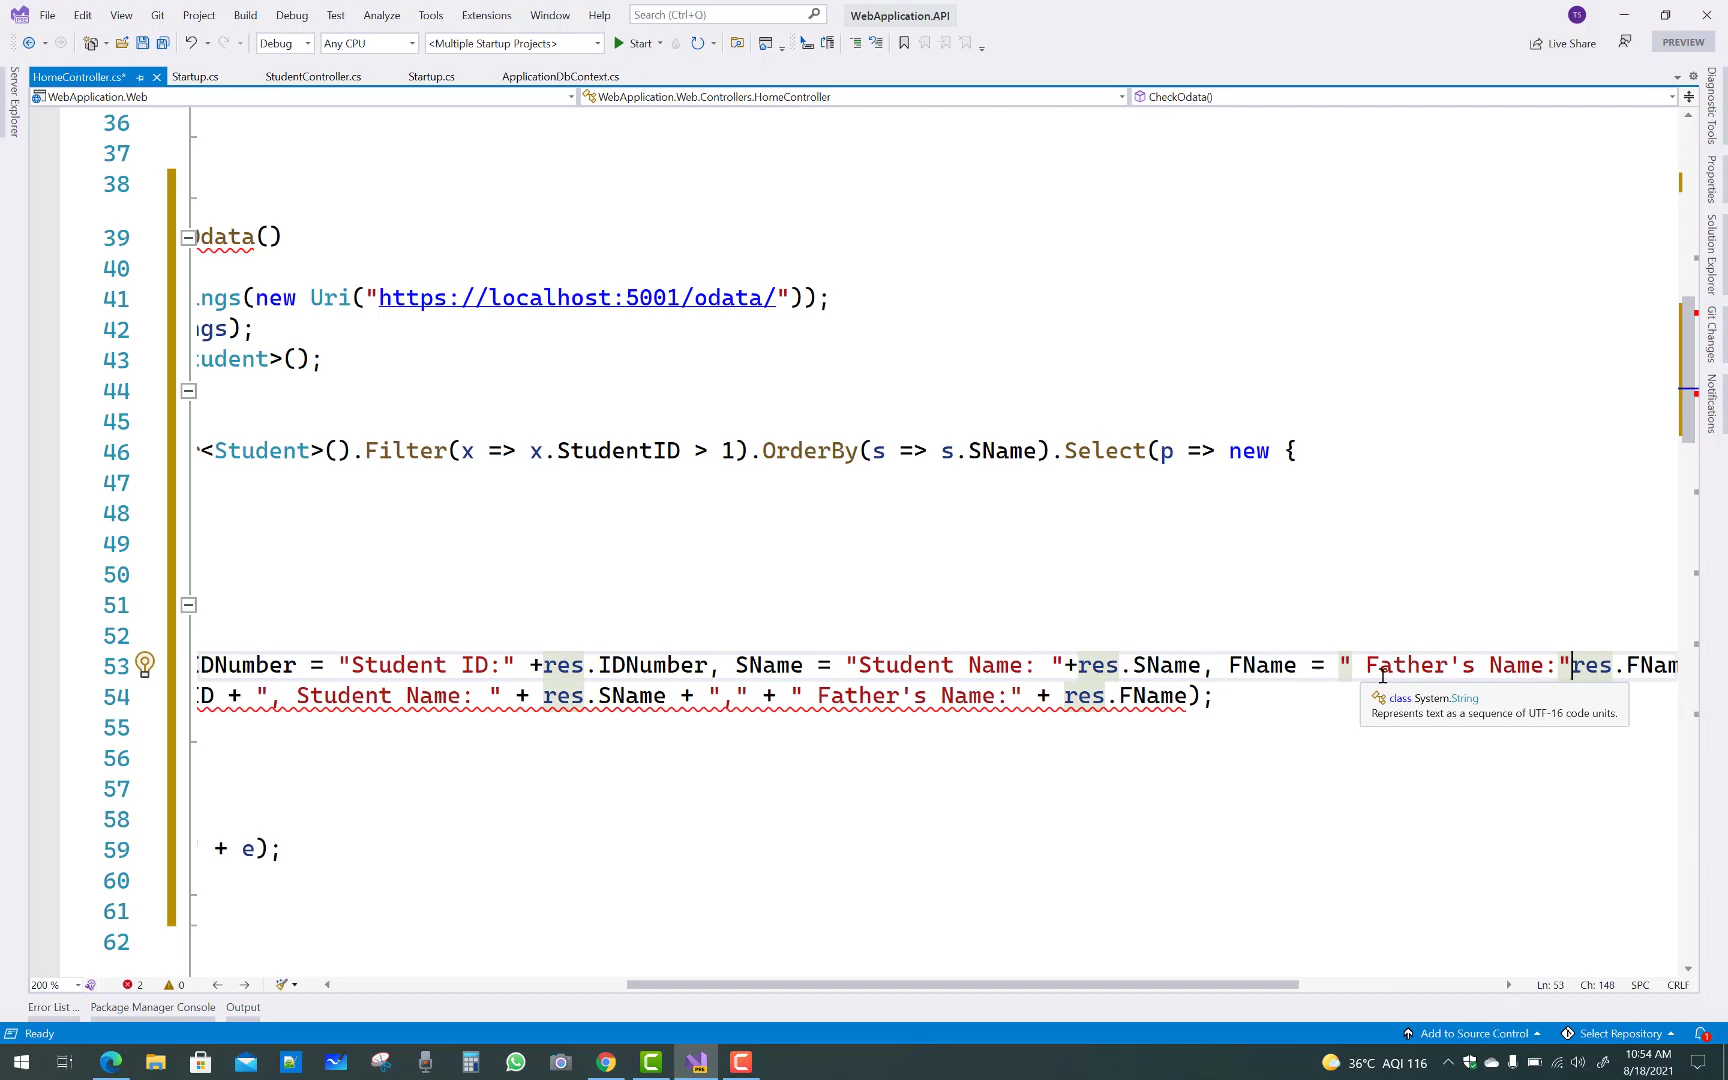 File Edit View Git Project Build Debug Test Analyze Tools Extensions Window Help Search (Ctrl+Q) WebApplication.API TS
Debug Any CPU <Multiple Startup Projects> Start Live Share PREVIEW
HomeController.cs* Startup.cs StudentController.cs Startup.cs ApplicationDbContext.cs
WebApplication.Web WebApplication.Web.Controllers.HomeController CheckOdata()
Server Explorer
Diagnostic Tools
Properties
Solution Explorer
Git Changes
Notifications
36
37
38
39 Odata()
40
41 ings(new Uri("https://localhost:5001/odata/"));
42 ngs);
43 tudent>();
44
45
46 <Student>().Filter(x => x.StudentID > 1).OrderBy(s => s.SName).Select(p => new {
47
48
49
50
51
52
53 IDNumber = "Student ID:" +res.IDNumber, SName = "Student Name: "+res.SName, FName = " Father's Name:"res.FNam
54 ID + ", Student Name: " + res.SName + "," + " Father's Name:" + res.FName);
class System.String
Represents text as a sequence of UTF-16 code units.
55
56
57
58
59 ' + e);
60
61
62
200 % 2 0 Ln: 53 Ch: 148 SPC CRLF
Error List ... Package Manager Console Output
Ready Add to Source Control Select Repository 1
PRE 36°C AQI 116 10:54 AM
8/18/2021